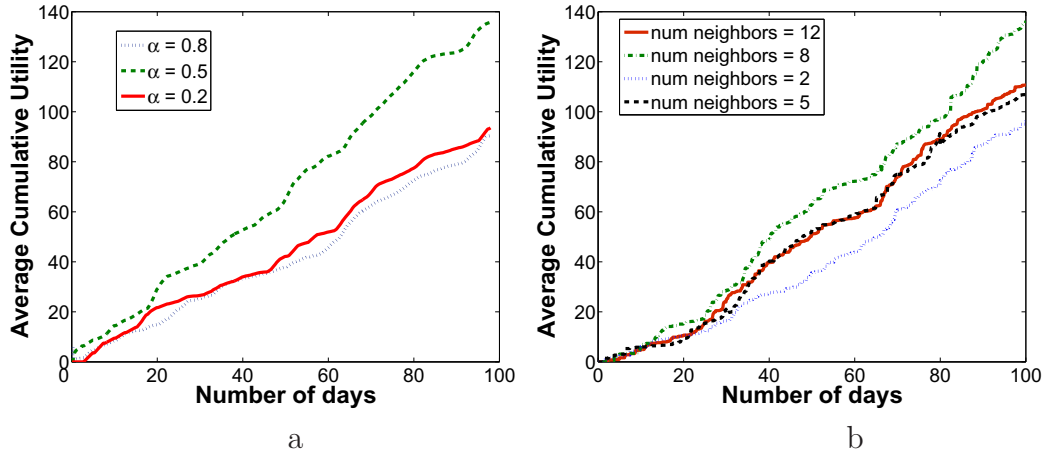 140
120
100
80
60
40
20
0
Average Cumulative Utility
α = 0.8
α = 0.5
α = 0.2
0 20 40 60 80 100
Number of days
a
140
120
100
80
60
40
20
0
Average Cumulative Utility
num neighbors = 12
num neighbors = 8
num neighbors = 2
num neighbors = 5
0 20 40 60 80 100
Number of days
b